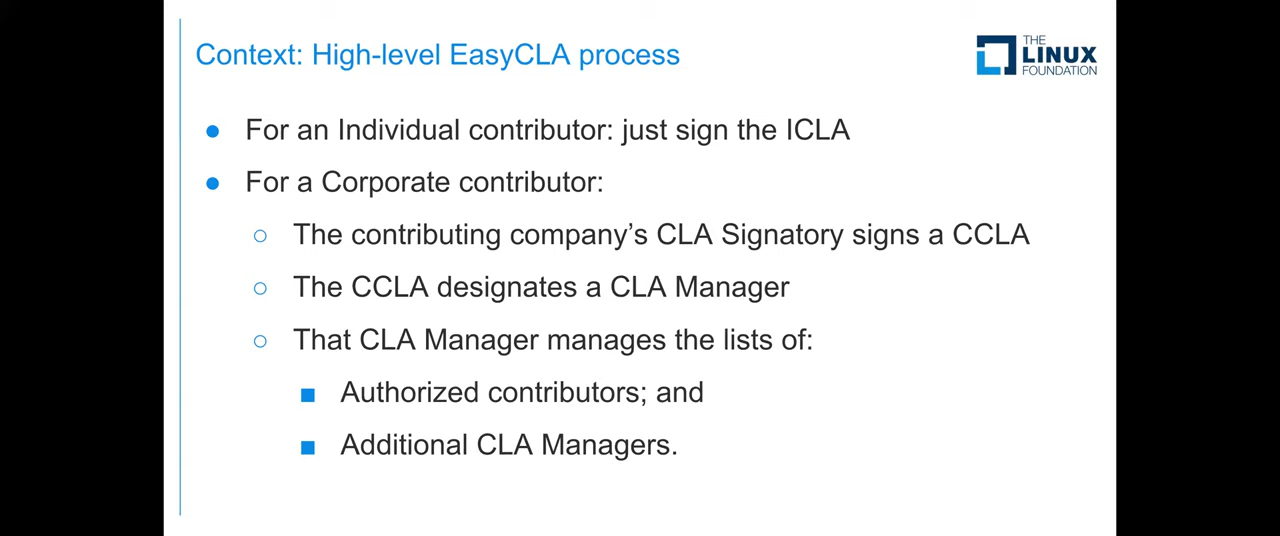 Context: High-level EasyCLA process
THE
LINUX
FOUNDATION
● For an Individual contributor: just sign the ICLA
● For a Corporate contributor:
○ The contributing company’s CLA Signatory signs a CCLA
○ The CCLA designates a CLA Manager
○ That CLA Manager manages the lists of:
■ Authorized contributors; and
■ Additional CLA Managers.